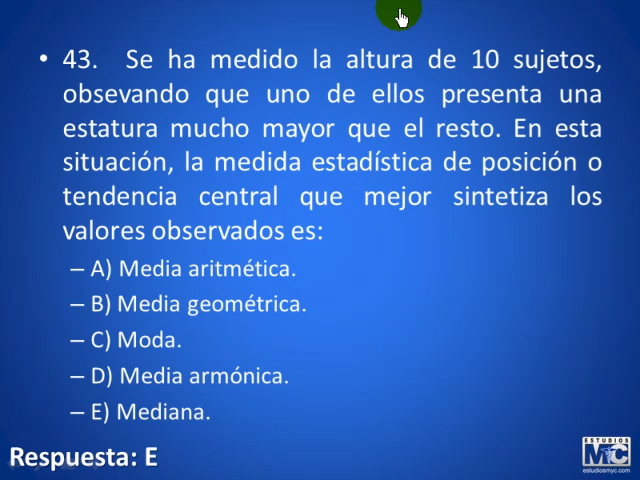 • 43. Se ha medido la altura de 10 sujetos,
obsevando que uno de ellos presenta una
estatura mucho mayor que el resto. En esta
situación, la medida estadística de posición o
tendencia central que mejor sintetiza los
valores observados es:
– A) Media aritmética.
– B) Media geométrica.
– C) Moda.
– D) Media armónica.
– E) Mediana.
Respuesta: E
ESTUDIOS
MyC
estudiosmyc.com